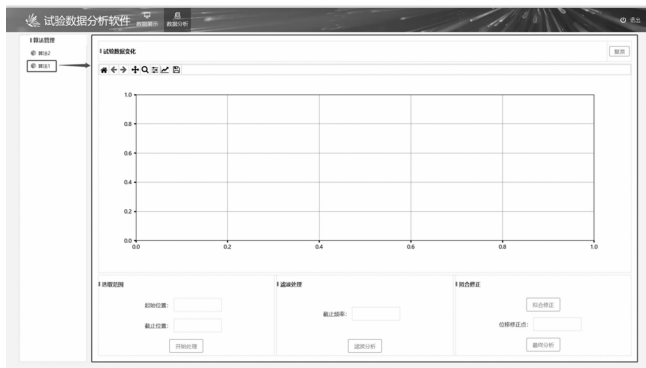 试验数据分析软件
数据展示
数据分析
退出
算法管理
算法2
算法1
试验数据变化
复原
1.0
0.8
0.6
0.4
0.2
0.0
0.0 0.2 0.4 0.6 0.8 1.0
选取范围
起始位置：
截止位置：
开始处理
滤波处理
截止频率：
滤波分析
拟合修正
拟合修正
位移修正点：
最终分析